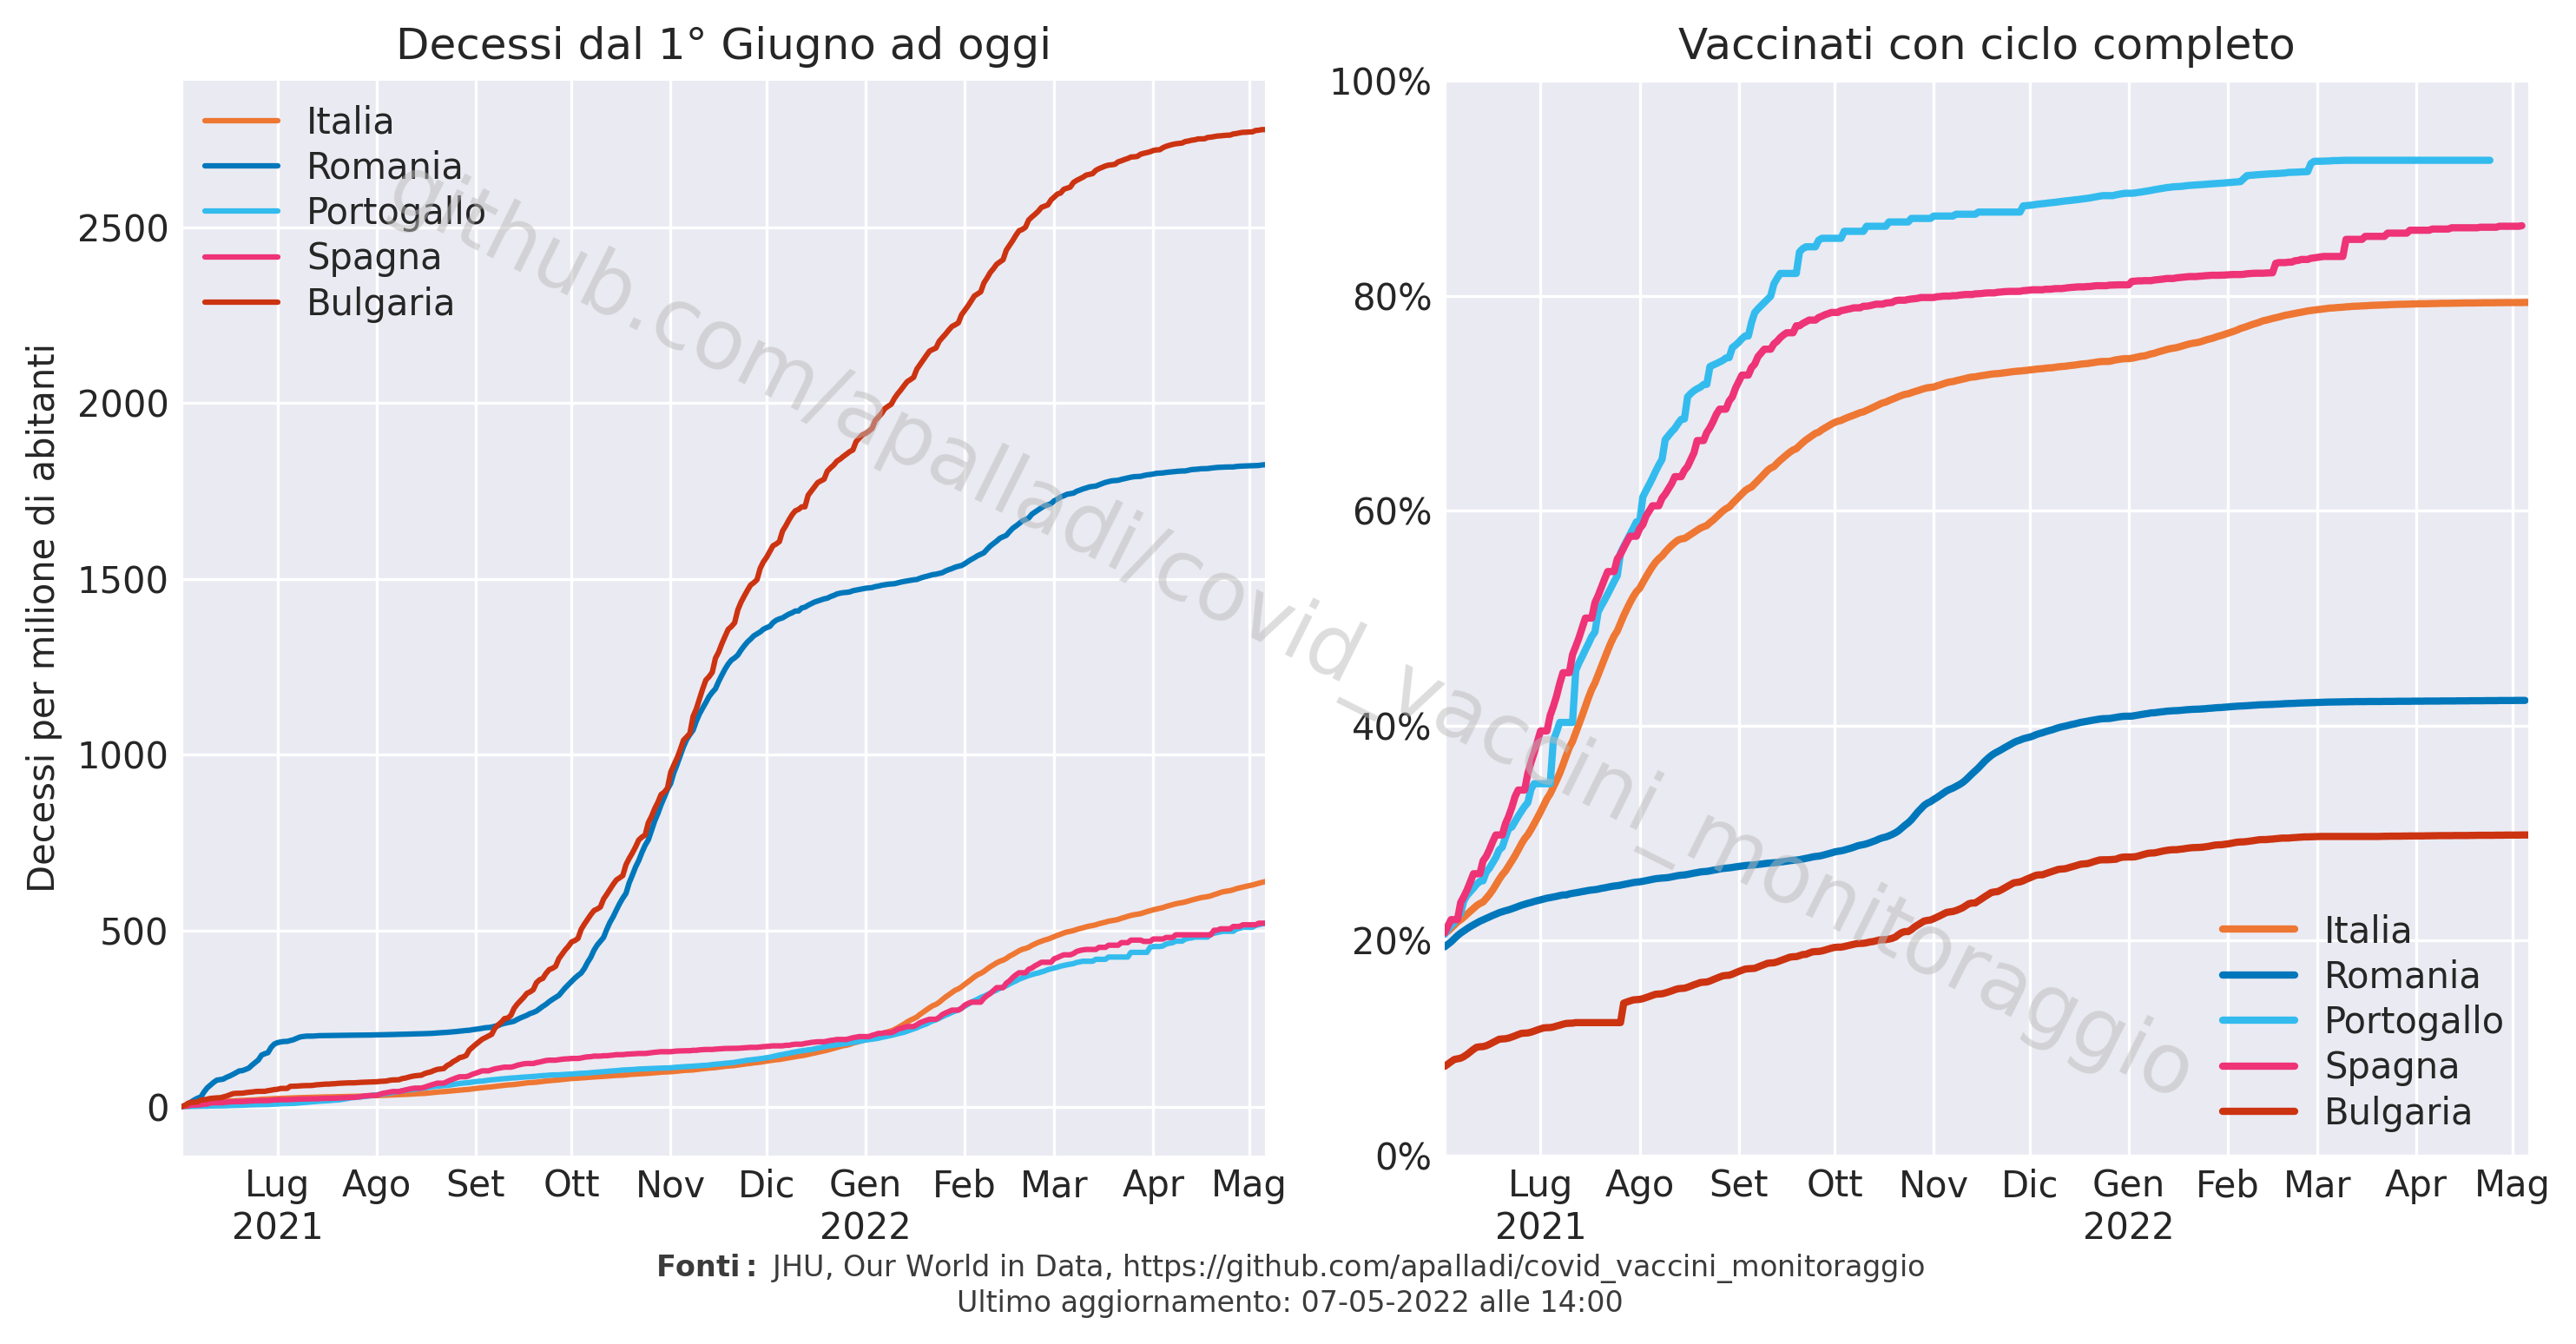 Decessi dal 1° Giugno ad oggi
Decessi per milione di abitanti
2500
2000
1500
1000
500
0
Italia
Romania
Portogallo
Spagna
Bulgaria
Lug Ago Set Ott Nov Dic Gen Feb Mar Apr Mag
2021 2022
Vaccinati con ciclo completo
100%
80%
60%
40%
20%
0%
Italia
Romania
Portogallo
Spagna
Bulgaria
Lug Ago Set Ott Nov Dic Gen Feb Mar Apr Mag
2021 2022
github.com/apalladi/covid_vaccini_monitoraggio
Fonti: JHU, Our World in Data, https://github.com/apalladi/covid_vaccini_monitoraggio
Ultimo aggiornamento: 07-05-2022 alle 14:00